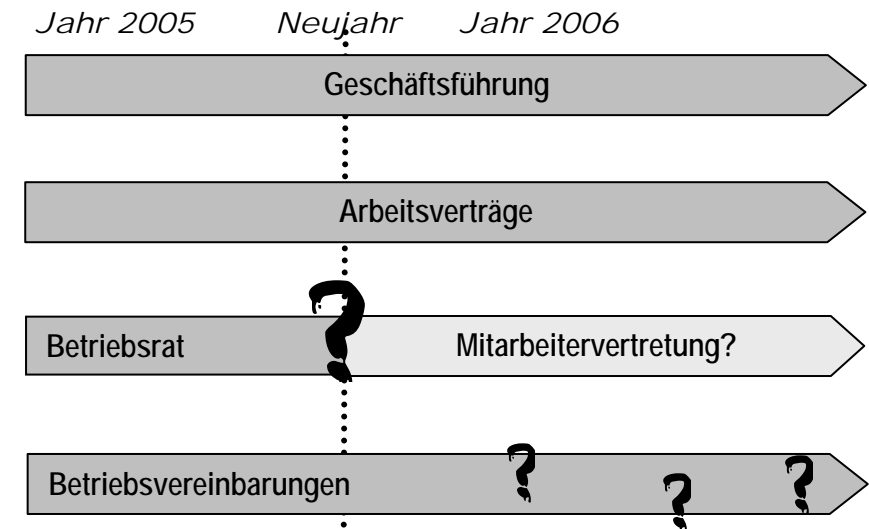 Jahr 2005 Neujahr Jahr 2006
Geschäftsführung
Arbeitsverträge
?
Betriebsrat Mitarbeitervertretung?
Betriebsvereinbarungen ? ? ?